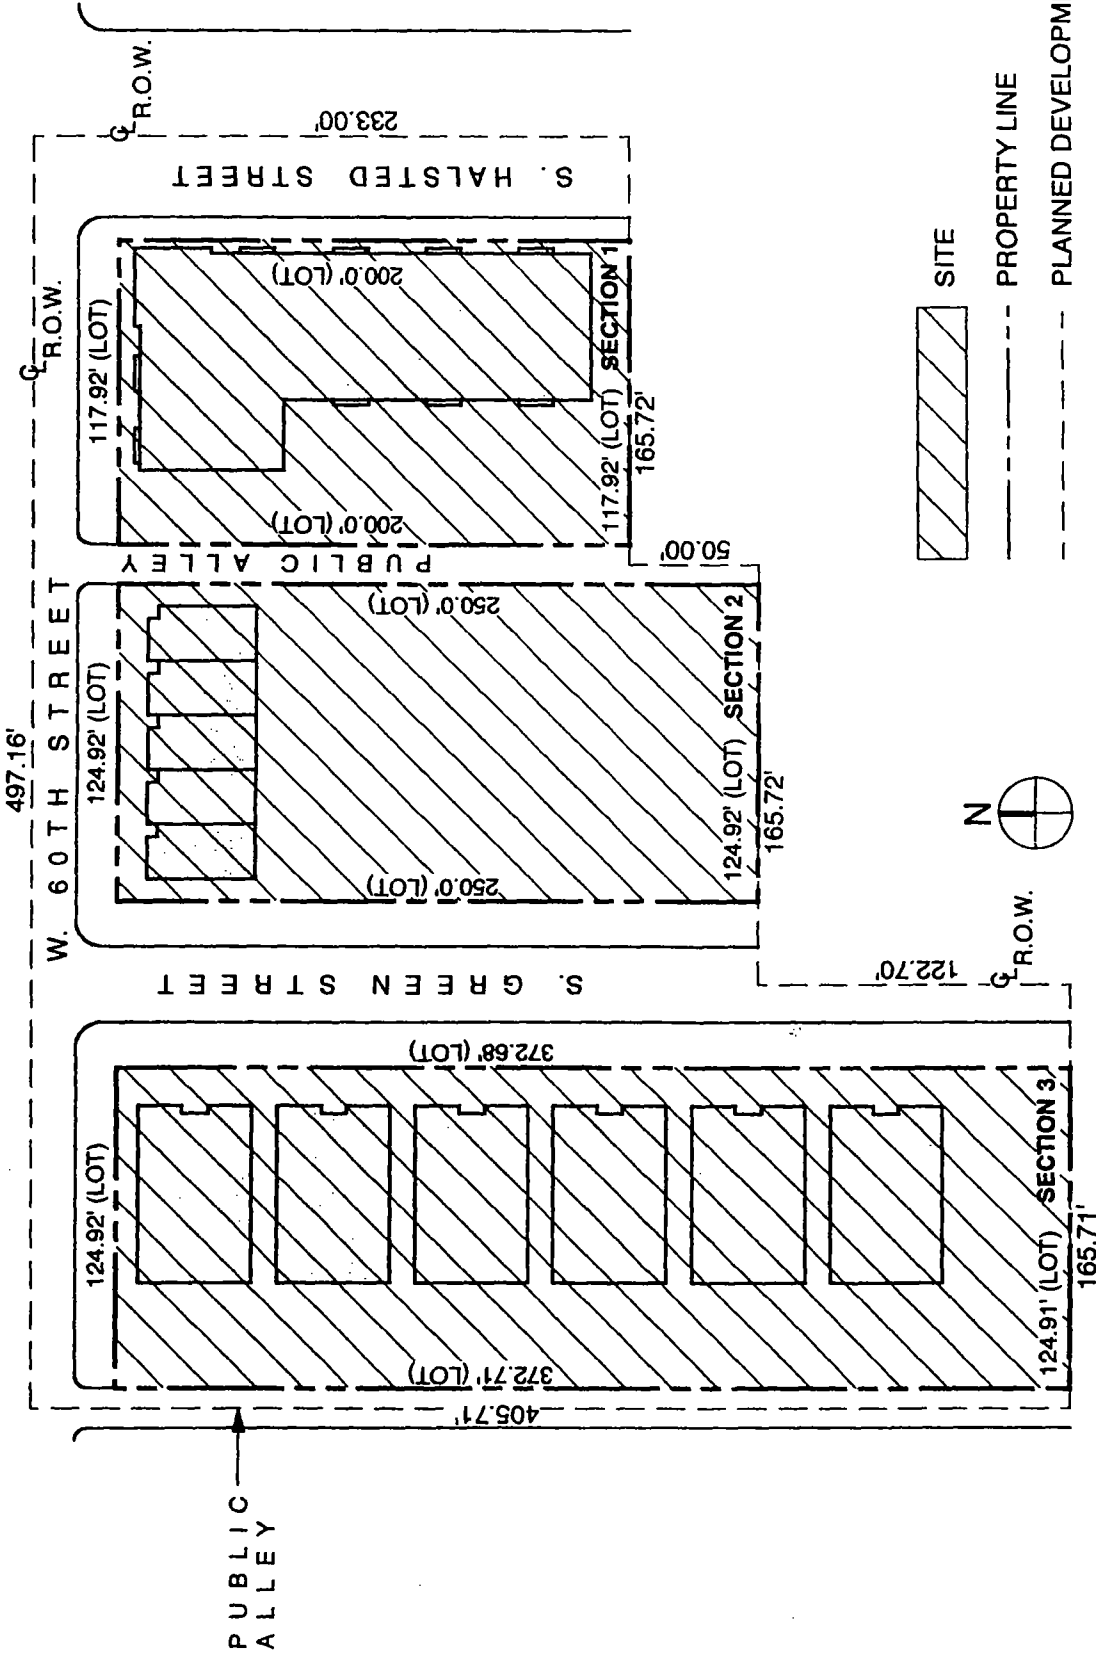 497.16'
W. 60TH STREET
℄ R.O.W.
℄ R.O.W.
124.92' (LOT)
124.92' (LOT)
117.92' (LOT)
PUBLIC
ALLEY
405.71'
372.71' (LOT)
372.68' (LOT)
S. GREEN STREET
250.0' (LOT)
250.0' (LOT)
PUBLIC ALLEY
200.0' (LOT)
200.0' (LOT)
S. HALSTED STREET
233.00'
117.92' (LOT) SECTION 1
165.72'
50.00'
124.92' (LOT) SECTION 2
165.72'
122.70'
℄ R.O.W.
124.91' (LOT) SECTION 3
165.71'
N
SITE
PROPERTY LINE
PLANNED DEVELOPM